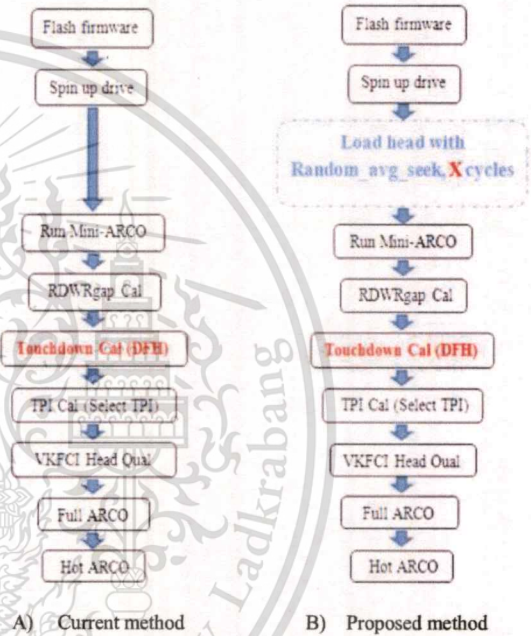 Flash firmware
Spin up drive
Run Mini-ARCO
RDWRgap Cal
Touchdown Cal (DFH)
TPI Cal (Select TPI)
VKFCI Head Qual
Full ARCO
Hot ARCO
A) Current method
Flash firmware
Spin up drive
Load head with
Random_avg_seek, X cycles
Run Mini-ARCO
RDWRgap Cal
Touchdown Cal (DFH)
TPI Cal (Select TPI)
VKFCI Head Qual
Full ARCO
Hot ARCO
B) Proposed method
Ladkrabang